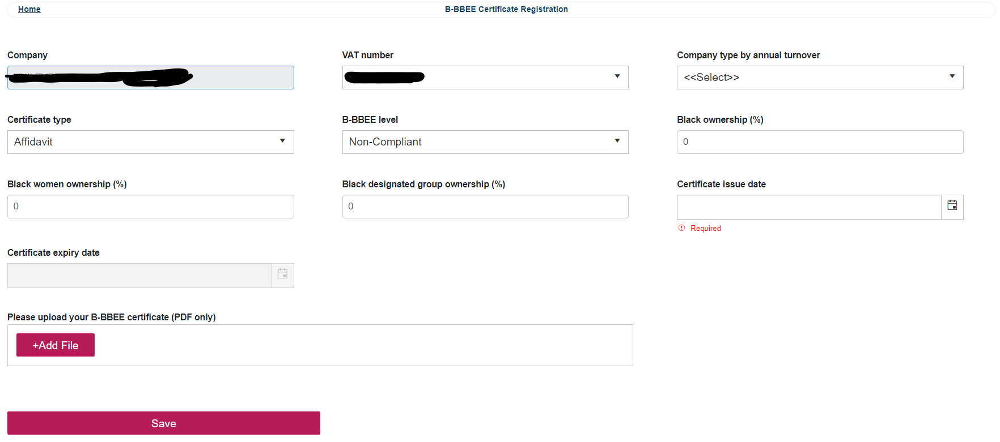 Home
B-BBEE Certificate Registration
Company
VAT number
Company type by annual turnover
<<Select>>
Certificate type
B-BBEE level
Black ownership (%)
Affidavit
Non-Compliant
0
Black women ownership (%)
Black designated group ownership (%)
Certificate issue date
0
0
Required
Certificate expiry date
Please upload your B-BBEE certificate (PDF only)
+Add File
Save